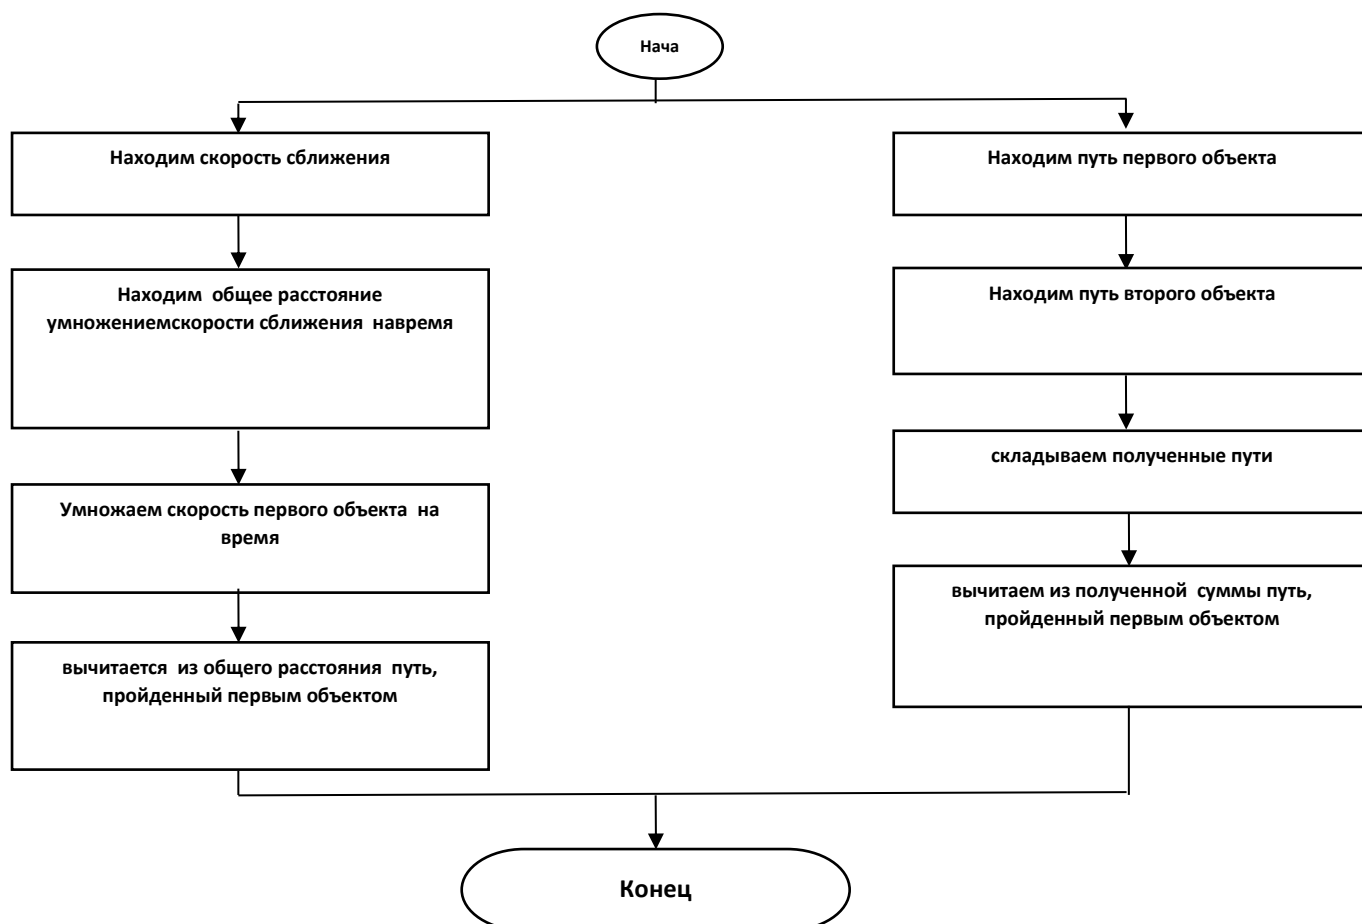 Нача
Находим скорость сближения
Находим общее расстояние
умножениемскорости сближения навремя
Умножаем скорость первого объекта на
время
вычитается из общего расстояния путь,
пройденный первым объектом
Находим путь первого объекта
Находим путь второго объекта
складываем полученные пути
вычитаем из полученной суммы путь,
пройденный первым объектом
Конец